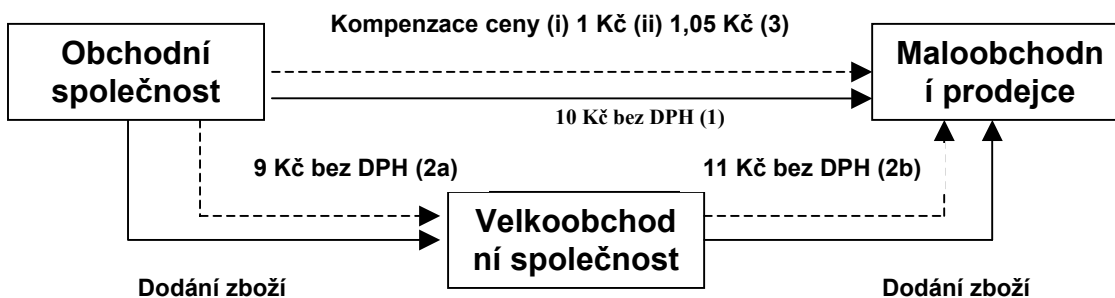 Kompenzace ceny (i) 1 Kč (ii) 1,05 Kč (3)
Obchodní
společnost
Maloobchodn
í prodejce
10 Kč bez DPH (1)
9 Kč bez DPH (2a)
11 Kč bez DPH (2b)
Velkoobchod
ní společnost
Dodání zboží
Dodání zboží